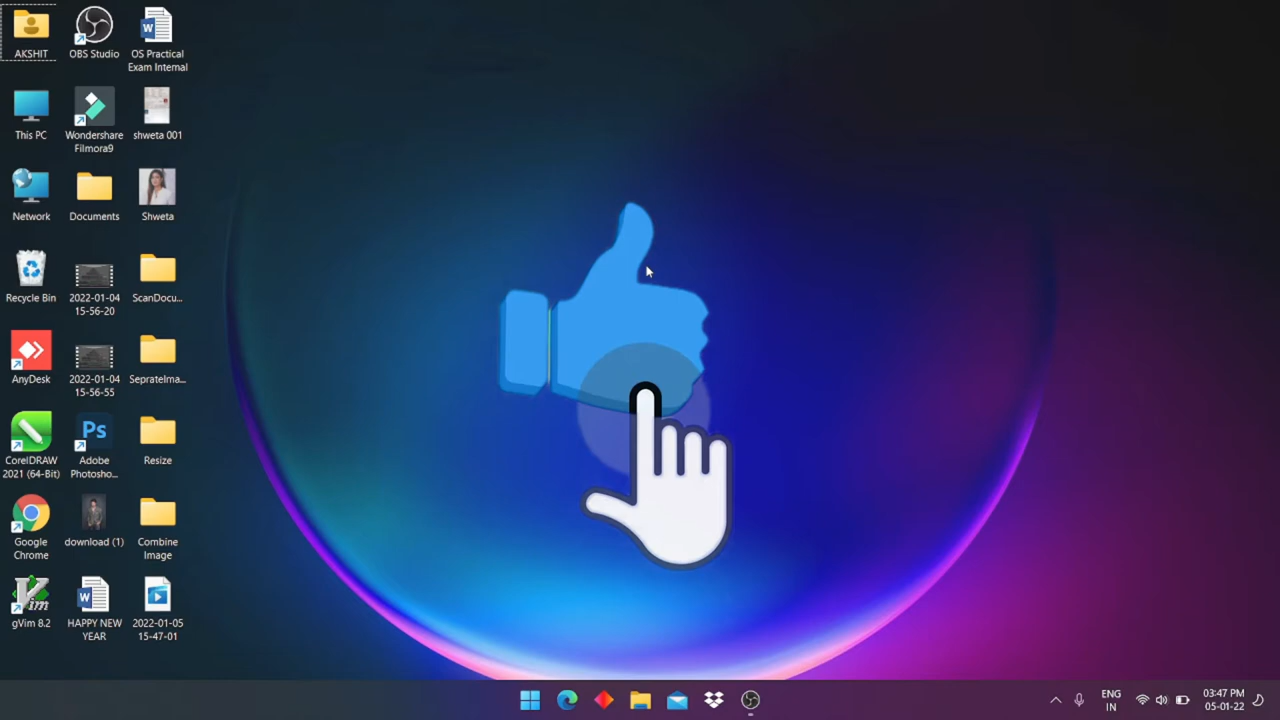 AKSHIT
OBS Studio
OS Practical
Exam Internal
This PC
Wondershare
Filmora9
shweta 001
Network
Documents
Shweta
Recycle Bin
2022-01-04
15-56-20
ScanDocu...
AnyDesk
2022-01-04
15-56-55
SeprateIma...
CorelDRAW
2021 (64-Bit)
Ps
Adobe
Photosho...
Resize
Google
Chrome
download (1)
Combine
Image
gVim 8.2
HAPPY NEW
YEAR
2022-01-05
15-47-01
ENG
IN
03:47 PM
05-01-22